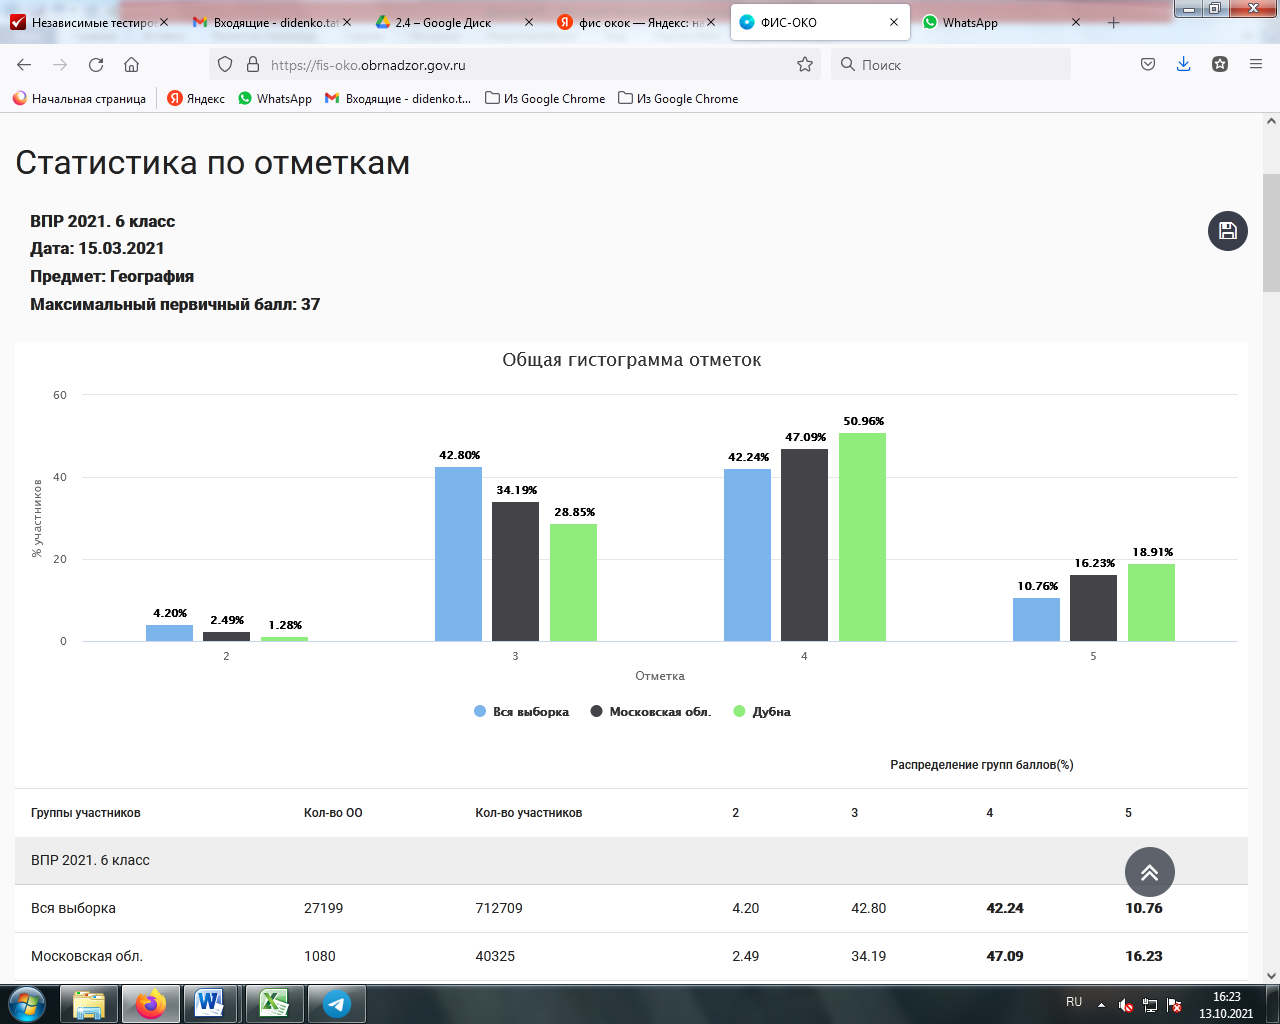 Независимые тестиро
Входящие - didenko.tat
2.4 – Google Диск
фис окок — Яндекс: на
ФИС-ОКО
WhatsApp
https://fis-oko.obrnadzor.gov.ru
Поиск
Начальная страница
Яндекс
WhatsApp
Входящие - didenko.t...
Из Google Chrome
Из Google Chrome
Статистика по отметкам
ВПР 2021. 6 класс
Дата: 15.03.2021
Предмет: География
Максимальный первичный балл: 37
Общая гистограмма отметок
% участников
60
40
20
0
4.20%
2.49%
1.28%
42.80%
34.19%
28.85%
42.24%
47.09%
50.96%
10.76%
16.23%
18.91%
2 3 4 5
Отметка
Вся выборка Московская обл. Дубна
Распределение групп баллов(%)
Группы участников Кол-во ОО Кол-во участников 2 3 4 5
ВПР 2021. 6 класс
Вся выборка 27199 712709 4.20 42.80 42.24 10.76
Московская обл. 1080 40325 2.49 34.19 47.09 16.23
RU
16:23
13.10.2021